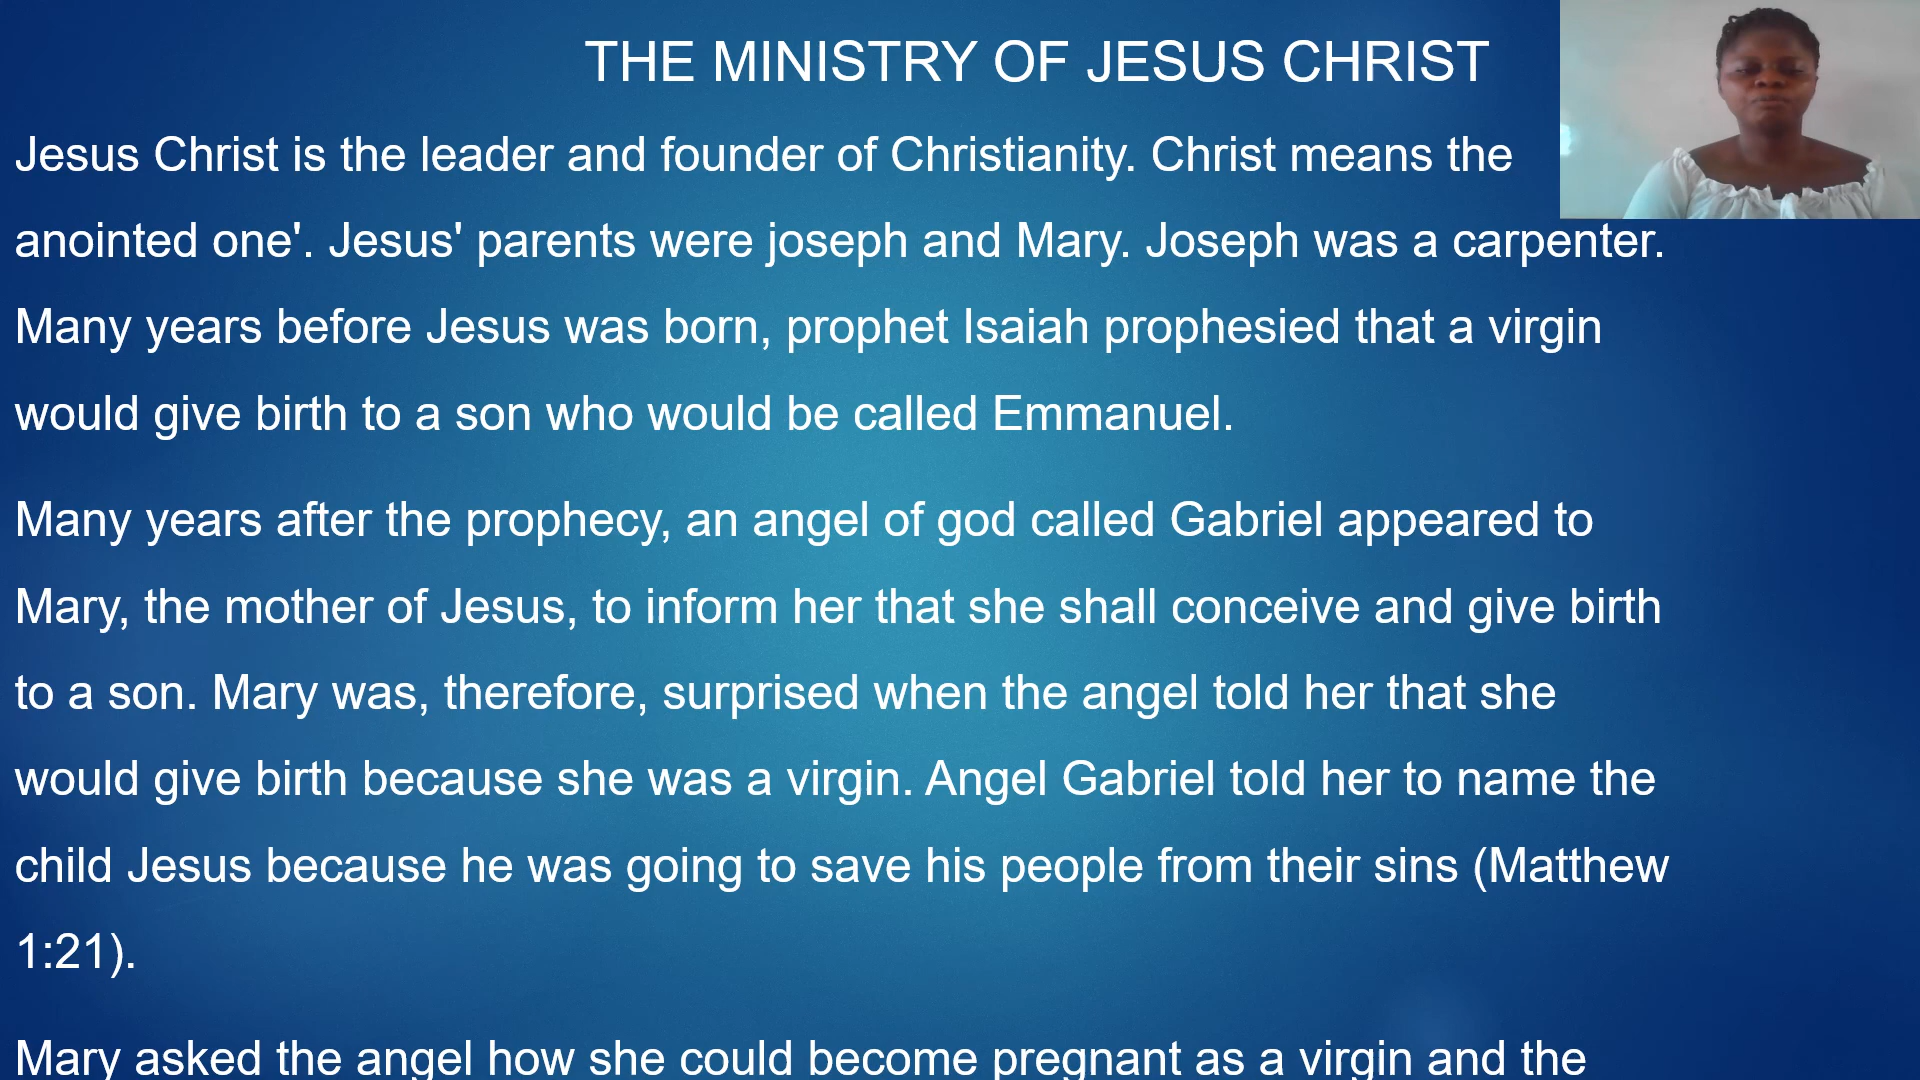 THE MINISTRY OF JESUS CHRIST
Jesus Christ is the leader and founder of Christianity. Christ means the
anointed one'. Jesus' parents were joseph and Mary. Joseph was a carpenter.
Many years before Jesus was born, prophet Isaiah prophesied that a virgin
would give birth to a son who would be called Emmanuel.
Many years after the prophecy, an angel of god called Gabriel appeared to
Mary, the mother of Jesus, to inform her that she shall conceive and give birth
to a son. Mary was, therefore, surprised when the angel told her that she
would give birth because she was a virgin. Angel Gabriel told her to name the
child Jesus because he was going to save his people from their sins (Matthew
1:21).
Mary asked the angel how she could become pregnant as a virgin and the